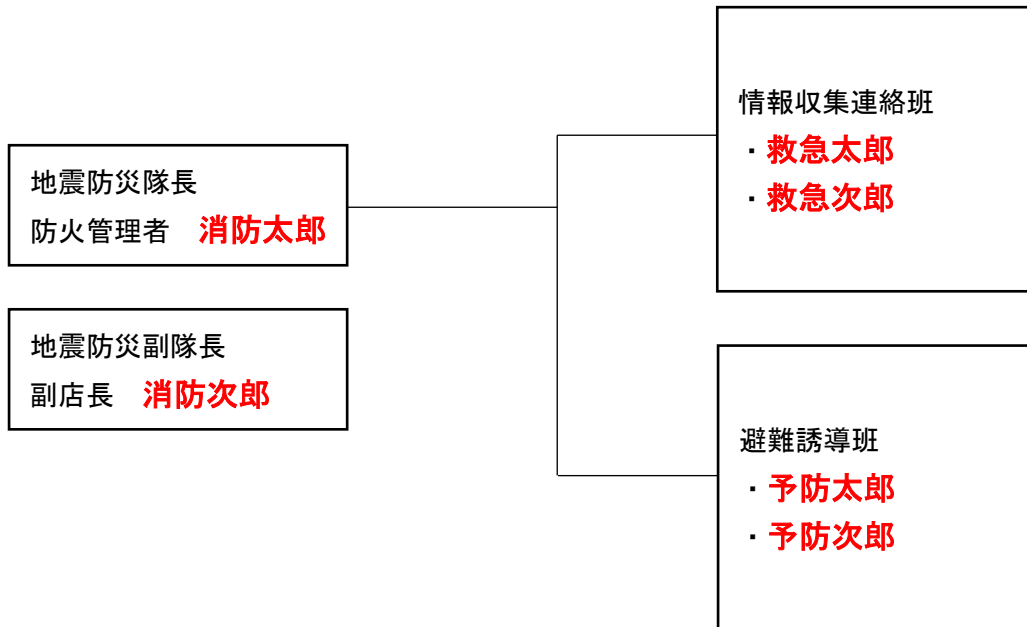 地震防災隊長
防火管理者　消防太郎
地震防災副隊長
副店長　消防次郎
情報収集連絡班
・救急太郎
・救急次郎
避難誘導班
・予防太郎
・予防次郎